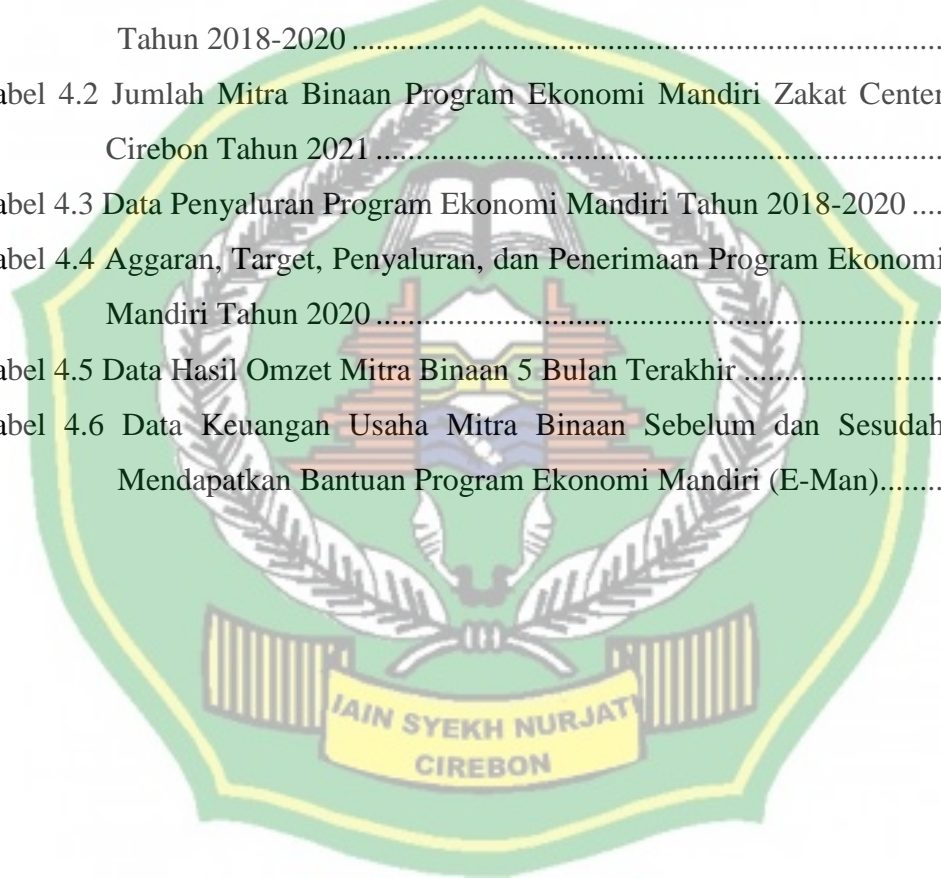 Tahun 2018-2020 ........................................................................
abel 4.2 Jumlah Mitra Binaan Program Ekonomi Mandiri Zakat Center
Cirebon Tahun 2021 .....................................................................
abel 4.3 Data Penyaluran Program Ekonomi Mandiri Tahun 2018-2020 ....
abel 4.4 Aggaran, Target, Penyaluran, dan Penerimaan Program Ekonomi
Mandiri Tahun 2020 .....................................................................
abel 4.5 Data Hasil Omzet Mitra Binaan 5 Bulan Terakhir ........................
abel 4.6 Data Keuangan Usaha Mitra Binaan Sebelum dan Sesudah
Mendapatkan Bantuan Program Ekonomi Mandiri (E-Man)........
IAIN SYEKH NURJATI
CIREBON